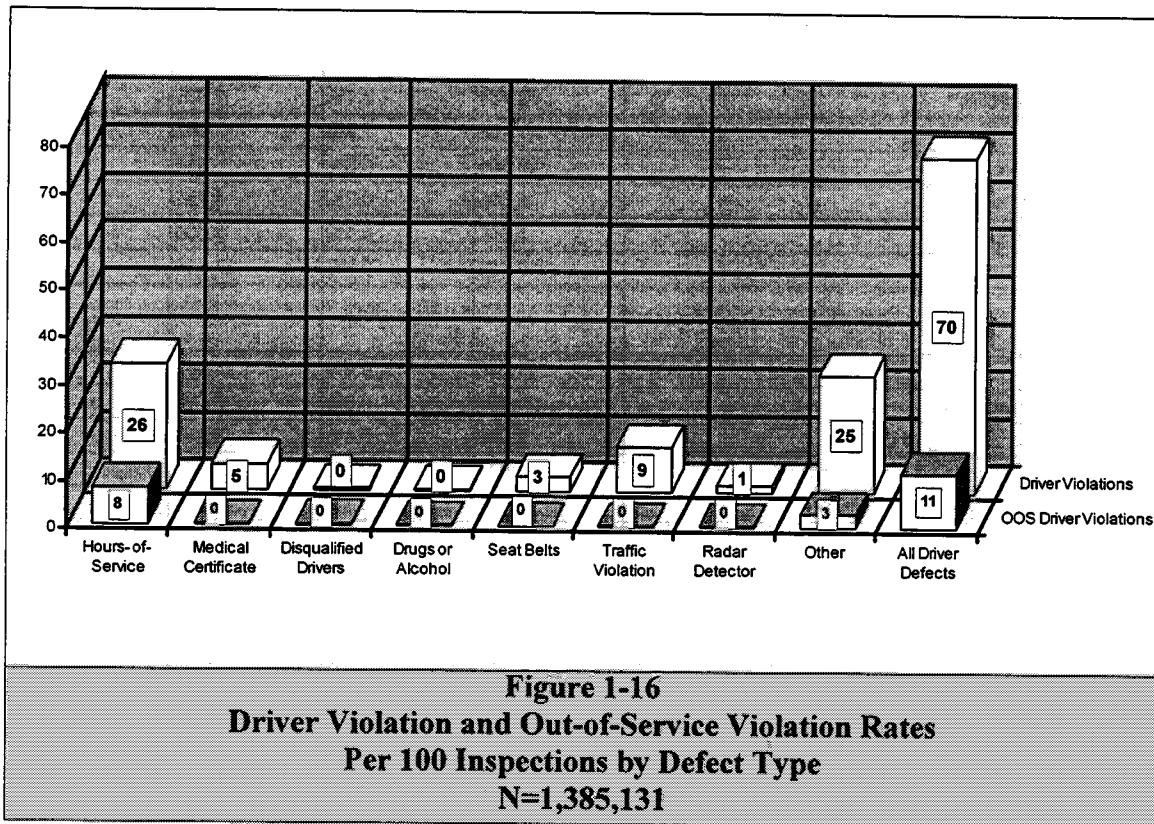 80
70
60
50
40
30
20
10
0
26 5 0 0 3 9 1 25 70
8 0 0 0 0 0 0 3 11
Driver Violations
OOS Driver Violations
Hours-of-
Service
Medical
Certificate
Disqualified
Drivers
Drugs or
Alcohol
Seat Belts
Traffic
Violation
Radar
Detector
Other
All Driver
Defects
Figure 1-16
Driver Violation and Out-of-Service Violation Rates
Per 100 Inspections by Defect Type
N=1,385,131